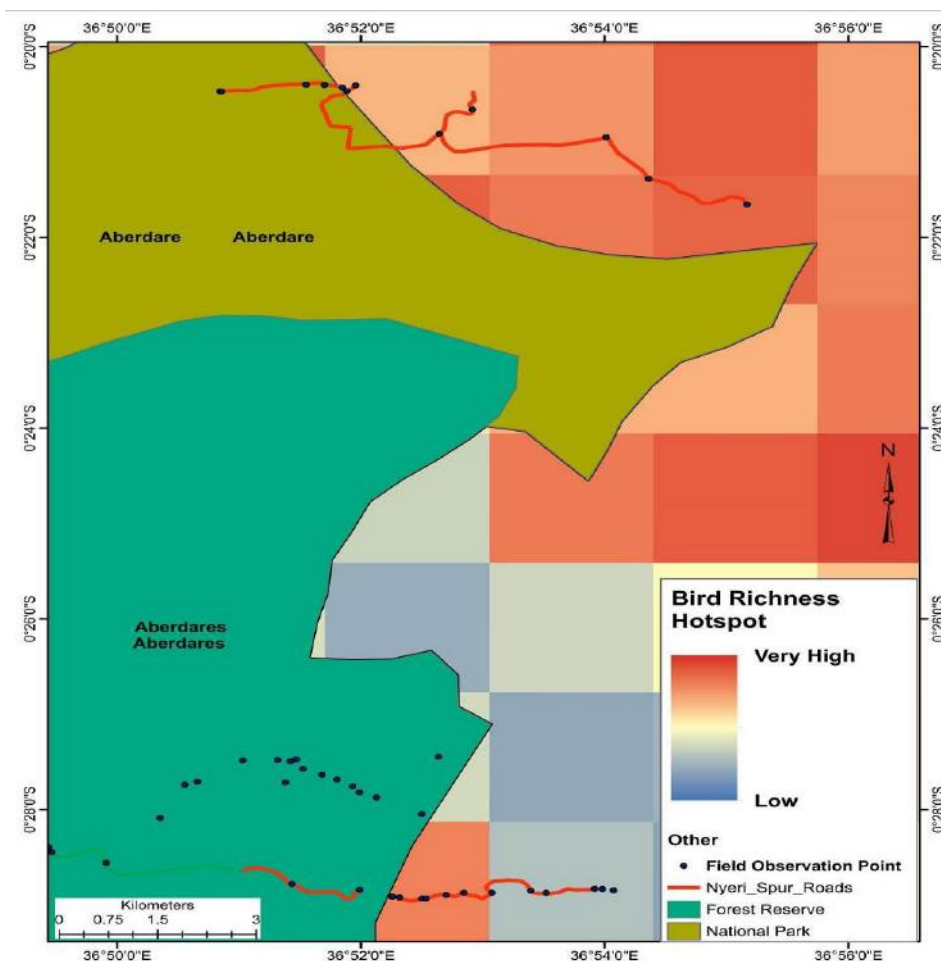 36°50'0"E 36°52'0"E 36°54'0"E 36°56'0"E
0°20'0"S 0°20'0"S
0°22'0"S 0°22'0"S
Aberdare Aberdare
0°24'0"S 0°24'0"S
N
0°26'0"S 0°26'0"S
Aberdares
Aberdares
0°28'0"S 0°28'0"S
Bird Richness
Hotspot
Very High
Low
Other
Field Observation Point
Nyeri_Spur_Roads
Forest Reserve
National Park
Kilometers
0 0.75 1.5 3
36°50'0"E 36°52'0"E 36°54'0"E 36°56'0"E